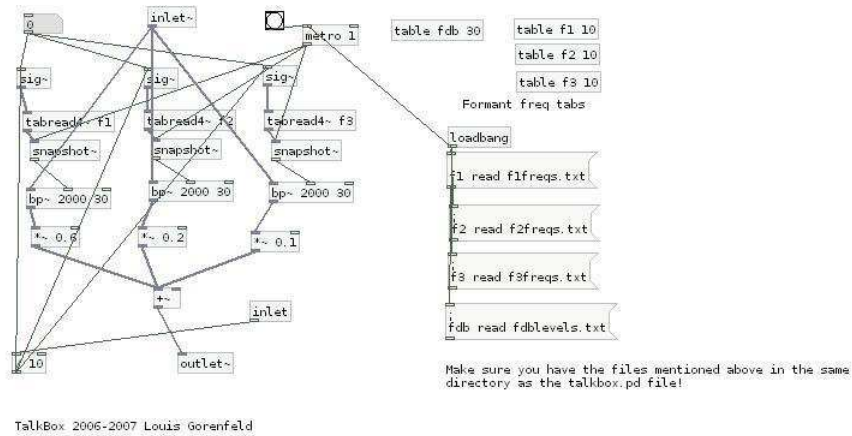 0
inlet~
metro 1
table fdb 30
table f1 10
table f2 10
table f3 10
Formant freq tabs
sig~
sig~
sig~
tabread4~ f1
tabread4~ f2
tabread4~ f3
snapshot~
snapshot~
snapshot~
loadbang
f1 read f1freqs.txt
bp~ 2000 30
bp~ 2000 30
bp~ 2000 30
;
f2 read f2freqs.txt
*~ 0.6
*~ 0.2
*~ 0.1
;
f3 read f3freqs.txt
+~
inlet
;
fdb read fdblevels.txt
10
outlet~
Make sure you have the files mentioned above in the same
directory as the talkbox.pd file!
TalkBox 2006-2007 Louis Gorenfeld